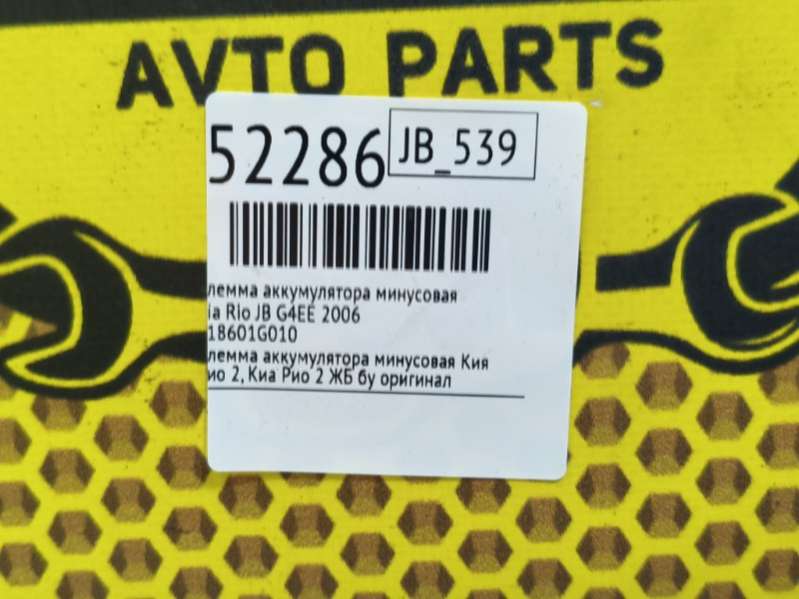 AVTO PARTS
52286
JB_539
лемма аккумулятора минусовая
ia Rio JB G4EE 2006
18601G010
лемма аккумулятора минусовая Кия
ио 2, Киа Рио 2 ЖБ бу оригинал